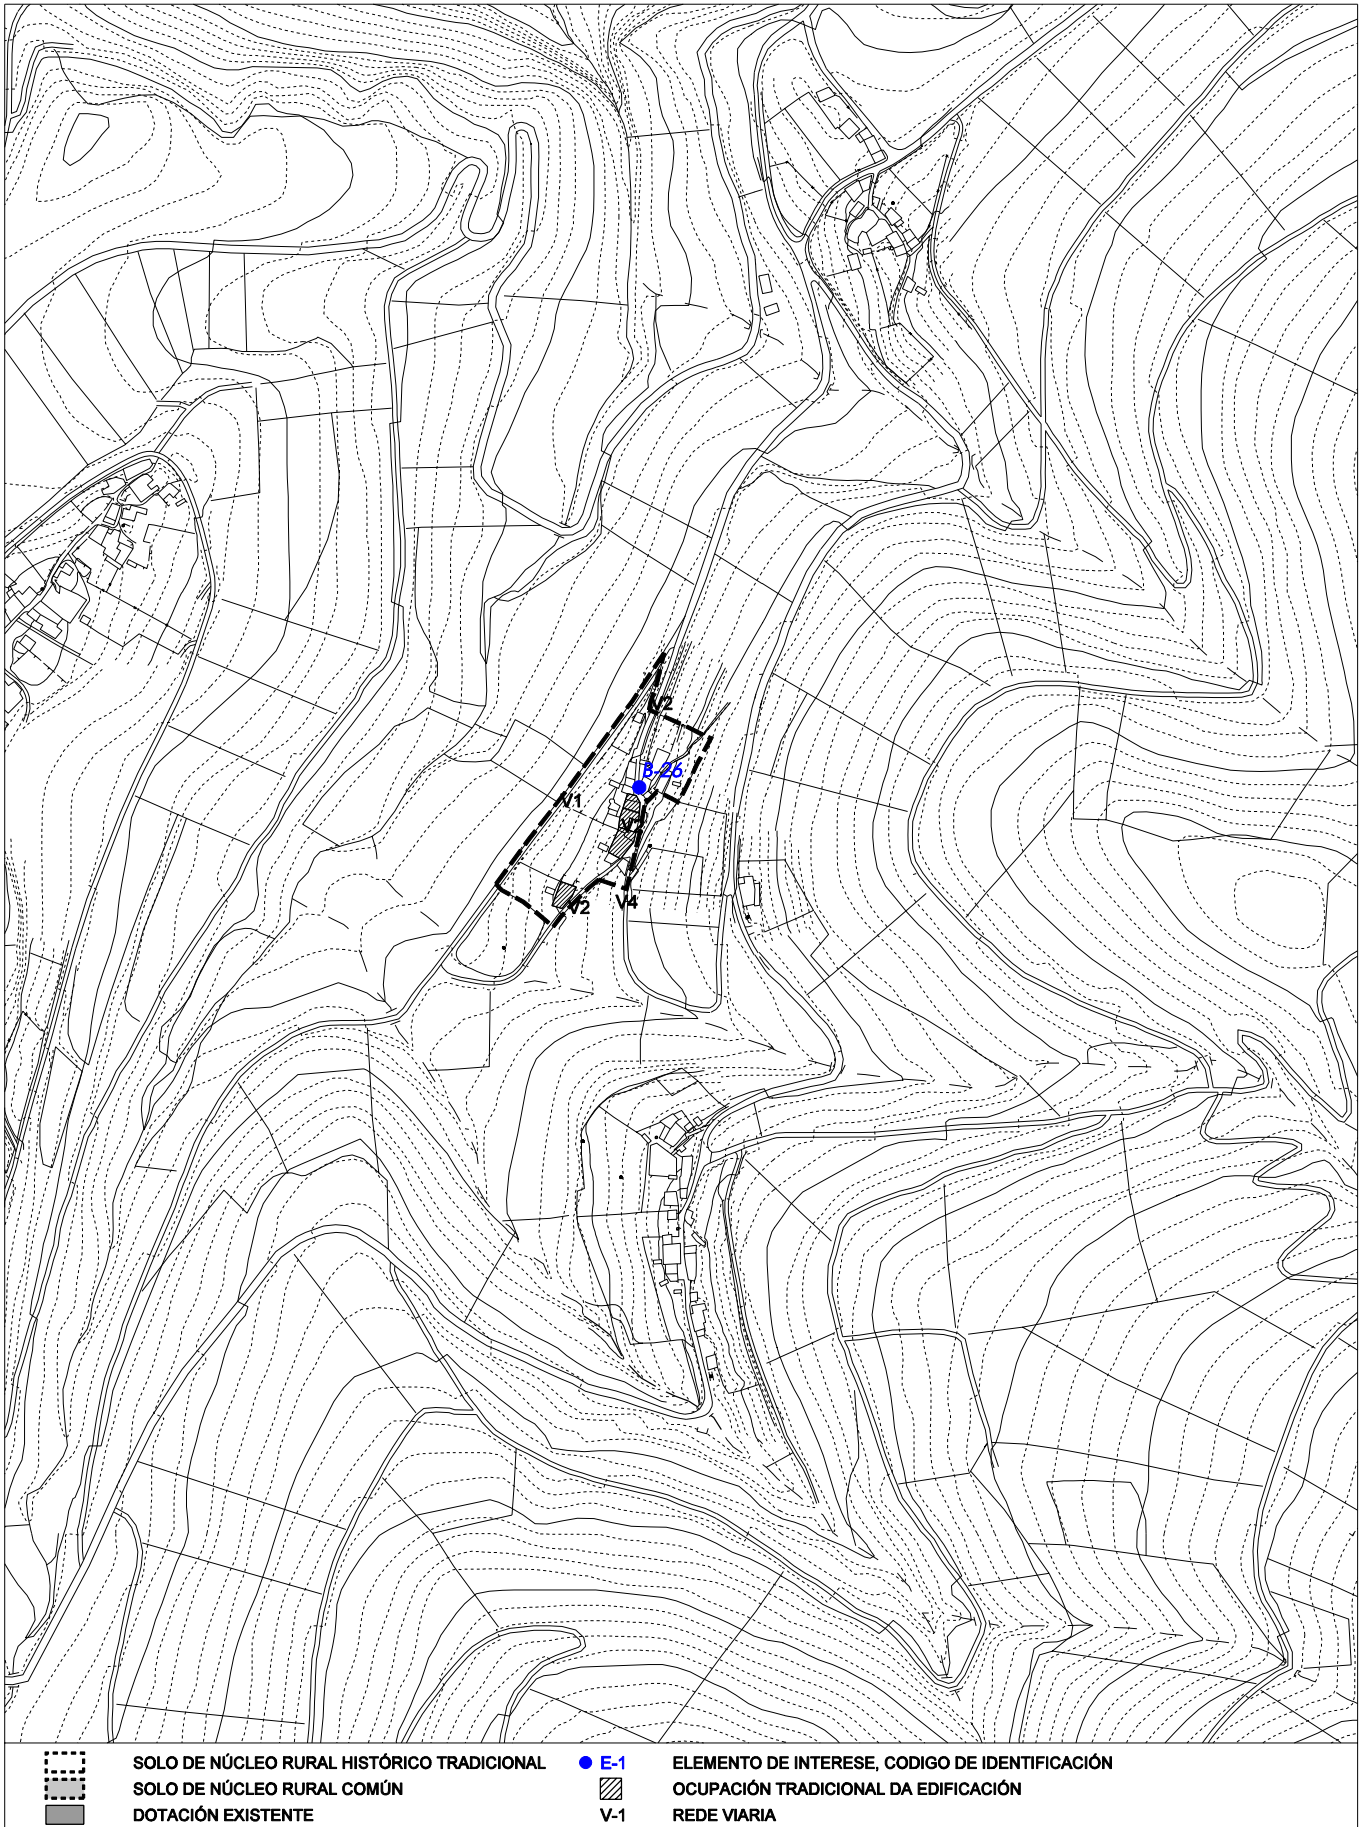 V2
B-26
V1
V2
V4
SOLO DE NÚCLEO RURAL HISTÓRICO TRADICIONAL
E-1 ELEMENTO DE INTERESE, CODIGO DE IDENTIFICACIÓN
SOLO DE NÚCLEO RURAL COMÚN
OCUPACIÓN TRADICIONAL DA EDIFICACIÓN
DOTACIÓN EXISTENTE
V-1 REDE VIARIA